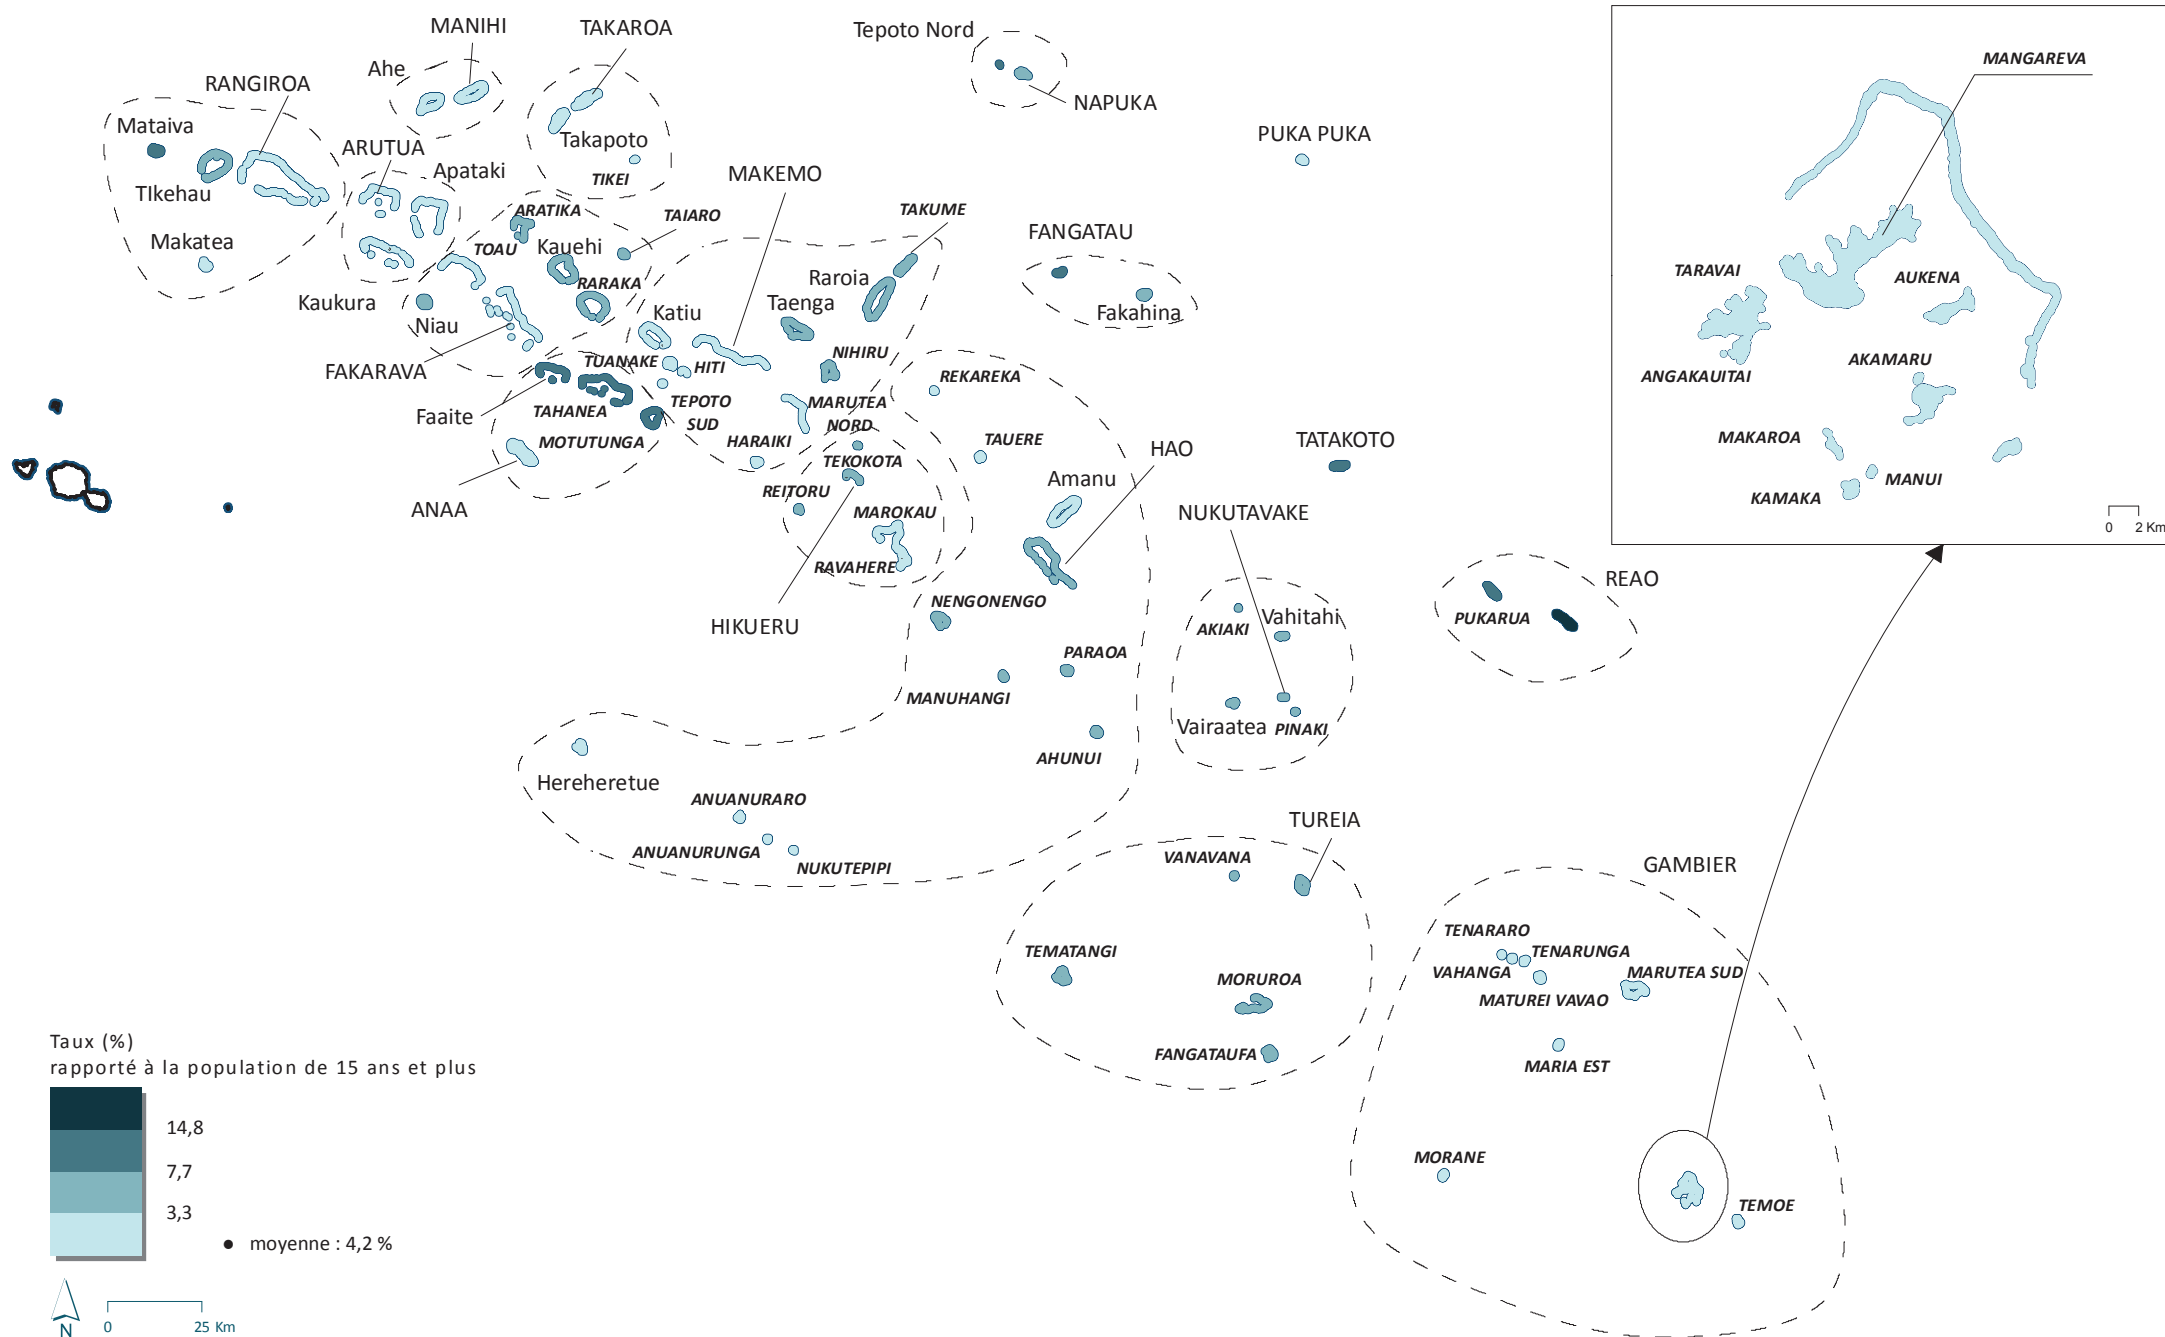 MANIHI
TAKAROA
Tepoto Nord
Ahe
RANGIROA
NAPUKA
MANGAREVA
Mataiva
ARUTUA
Takapoto
PUKA PUKA
Apataki
TIkehau
TIKEI
MAKEMO
Makatea
ARATIKA
TAIARO
TAKUME
TOAU
Kauehi
FANGATAU
RARAKA
Raroia
TARAVAI
AUKENA
Kaukura
Niau
Katiu
Taenga
Fakahina
FAKARAVA
TUANAKE
HITI
NIHIRU
REKAREKA
AKAMARU
ANGAKAUITAI
Faaite
TAHANEA
TEPOTO
SUD
MARUTEA
NORD
MOTUTUNGA
HARAIKI
TAUERE
HAO
TATAKOTO
MAKAROA
TEKOKOTA
Amanu
MANUI
KAMAKA
ANAA
REITORU
MAROKAU
NUKUTAVAKE
0 2 Km
RAVAHERE
REAO
NENGONENGO
HIKUERU
AKIAKI
Vahitahi
PUKARUA
PARAOA
MANUHANGI
Vairaatea
PINAKI
AHUNUI
Hereheretue
ANUANURARO
ANUANURUNGA
NUKUTEPIPI
TUREIA
VANAVANA
GAMBIER
TENARARO
TEMATANGI
TENARUNGA
VAHANGA
MARUTEA SUD
MORUROA
MATUREI VAVAO
FANGATAUFA
MARIA EST
Taux (%)
rapporté à la population de 15 ans et plus
14,8
7,7
3,3
moyenne : 4,2 %
MORANE
TEMOE
N
0 25 Km